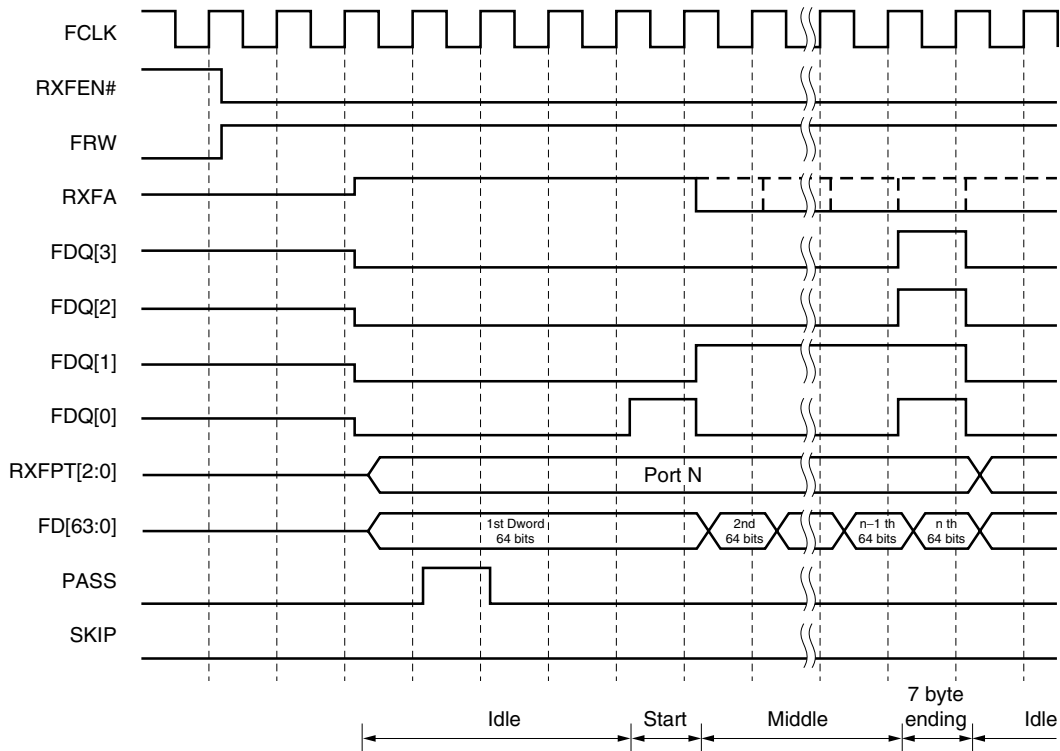 FCLK
RXFEN#
FRW
RXFA
FDQ[3]
FDQ[2]
FDQ[1]
FDQ[0]
RXFPT[2:0]
Port N
FD[63:0]
1st Dword
64 bits
2nd
64 bits
n–1 th
64 bits
n th
64 bits
PASS
SKIP
Idle
Start
Middle
7 byte
ending
Idle